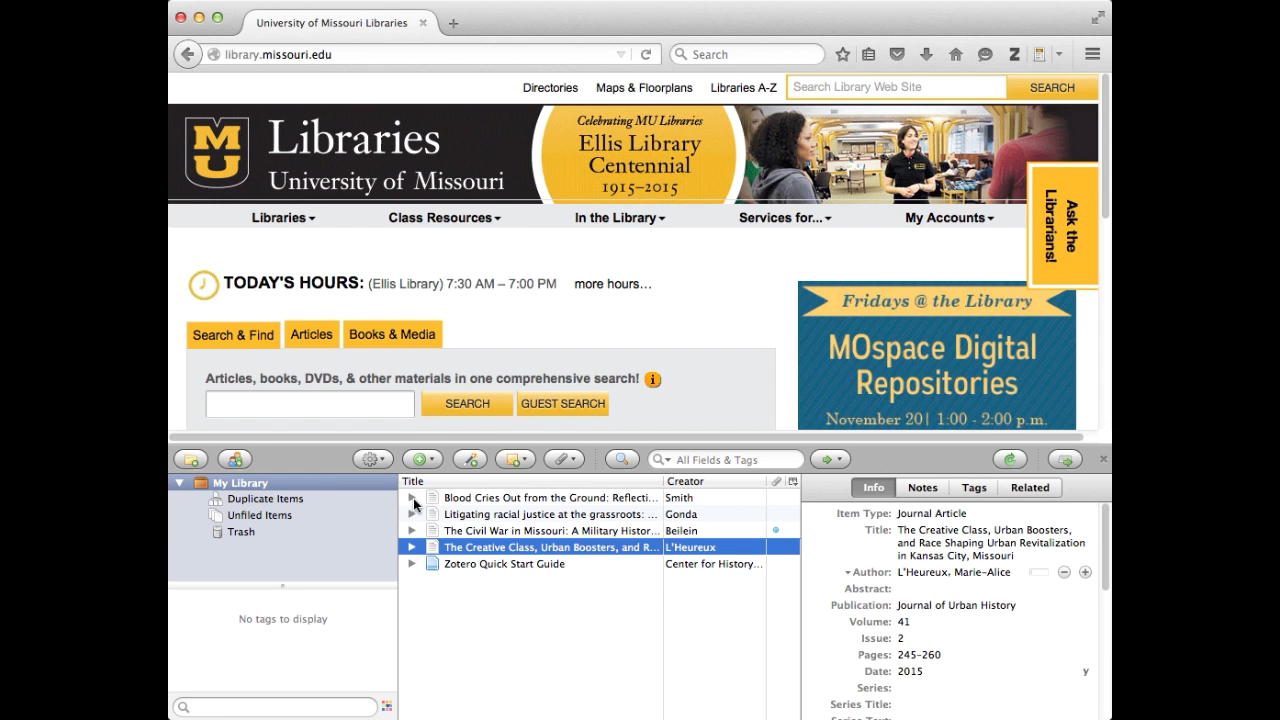 University of Missouri Libraries
library.missouri.edu
Search
Z
Directories Maps & Floorplans Libraries A-Z Search Library Web Site SEARCH
MU
Libraries
University of Missouri
Celebrating MU Libraries
Ellis Library
Centennial
1915–2015
Ask the
Librarians!
Libraries Class Resources In the Library Services for... My Accounts
TODAY'S HOURS: (Ellis Library) 7:30 AM – 7:00 PM more hours...
Search & Find Articles Books & Media
Articles, books, DVDs, & other materials in one comprehensive search! i
SEARCH GUEST SEARCH
Fridays @ the Library
MOspace Digital
Repositories
November 20| 1:00 - 2:00 p.m.
All Fields & Tags
My Library
Duplicate Items
Unfiled Items
Trash
No tags to display
Title Creator
Blood Cries Out from the Ground: Reflecti... Smith
Litigating racial justice at the grassroots: ... Gonda
The Civil War in Missouri: A Military Histor... Beilein
The Creative Class, Urban Boosters, and R... L'Heureux
Zotero Quick Start Guide Center for History...
Info Notes Tags Related
Item Type: Journal Article
Title: The Creative Class, Urban Boosters,
and Race Shaping Urban Revitalization
in Kansas City, Missouri
Author: L'Heureux, Marie-Alice
Abstract:
Publication: Journal of Urban History
Volume: 41
Issue: 2
Pages: 245-260
Date: 2015 y
Series:
Series Title:
Series Text: